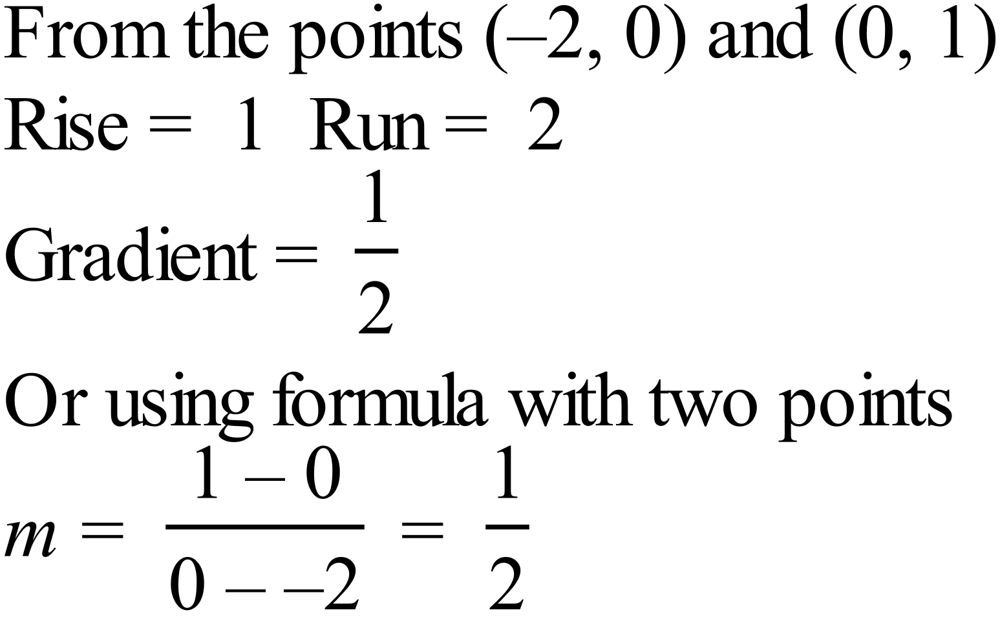 From the points (–2, 0) and (0, 1)
Rise = 1 Run = 2
Gradient = 1/2
Or using formula with two points
m = (1 – 0)/(0 – –2) = 1/2